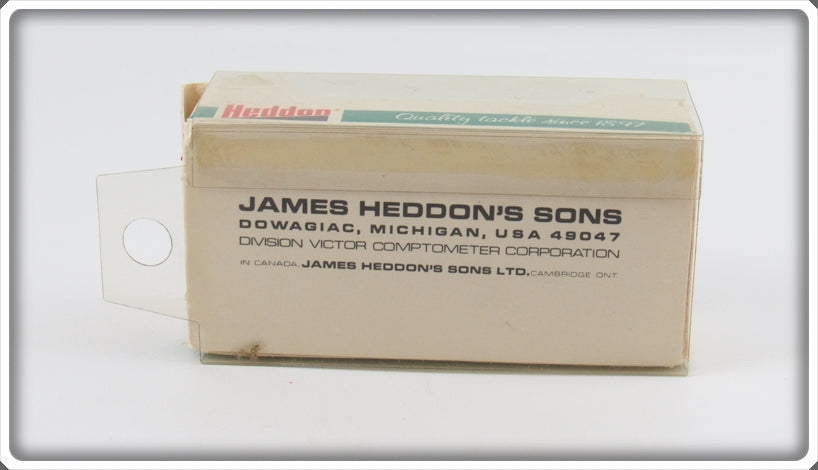 Heddon Quality tackle since 1897
JAMES HEDDON'S SONS
DOWAGIAC, MICHIGAN, USA 49047
DIVISION VICTOR COMPTOMETER CORPORATION
IN CANADA, JAMES HEDDON'S SONS LTD. CAMBRIDGE ONT.